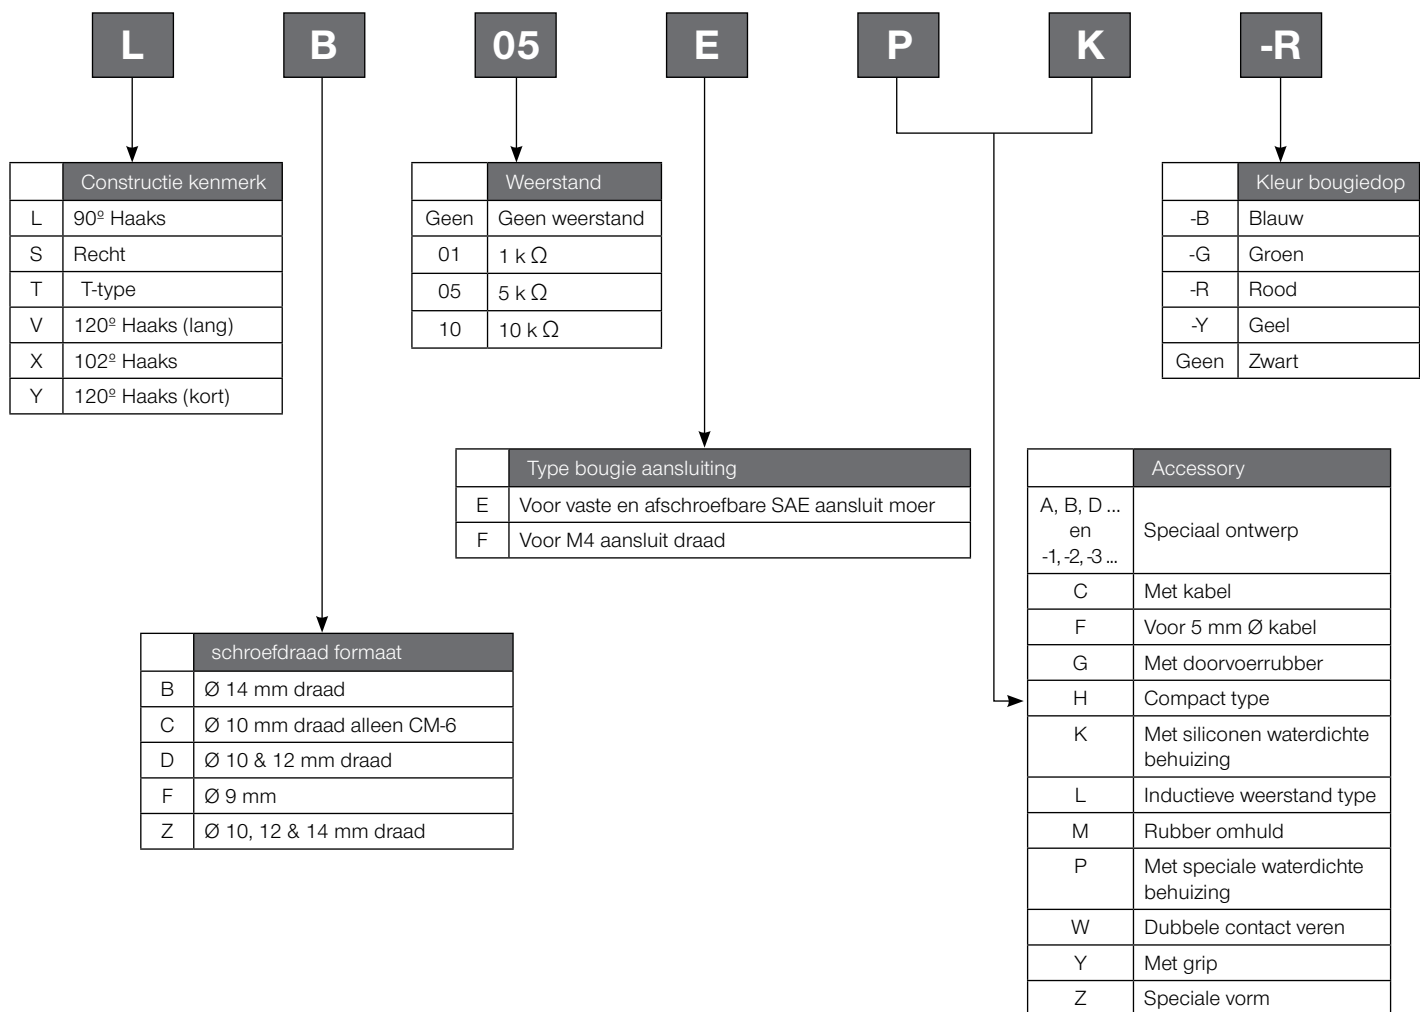 L B 05 E P K -R
Constructie kenmerk
L 90º Haaks
S Recht
T T-type
V 120º Haaks (lang)
X 102º Haaks
Y 120º Haaks (kort)
Weerstand
Geen Geen weerstand
01 1 k Ω
05 5 k Ω
10 10 k Ω
Kleur bougiedop
-B Blauw
-G Groen
-R Rood
-Y Geel
Geen Zwart
Type bougie aansluiting
E Voor vaste en afschroefbare SAE aansluit moer
F Voor M4 aansluit draad
schroefdraad formaat
B Ø 14 mm draad
C Ø 10 mm draad alleen CM-6
D Ø 10 & 12 mm draad
F Ø 9 mm
Z Ø 10, 12 & 14 mm draad
Accessory
A, B, D ...
en
-1, -2, -3 ...
Speciaal ontwerp
C Met kabel
F Voor 5 mm Ø kabel
G Met doorvoerrubber
H Compact type
K Met siliconen waterdichte
behuizing
L Inductieve weerstand type
M Rubber omhuld
P Met speciale waterdichte
behuizing
W Dubbele contact veren
Y Met grip
Z Speciale vorm